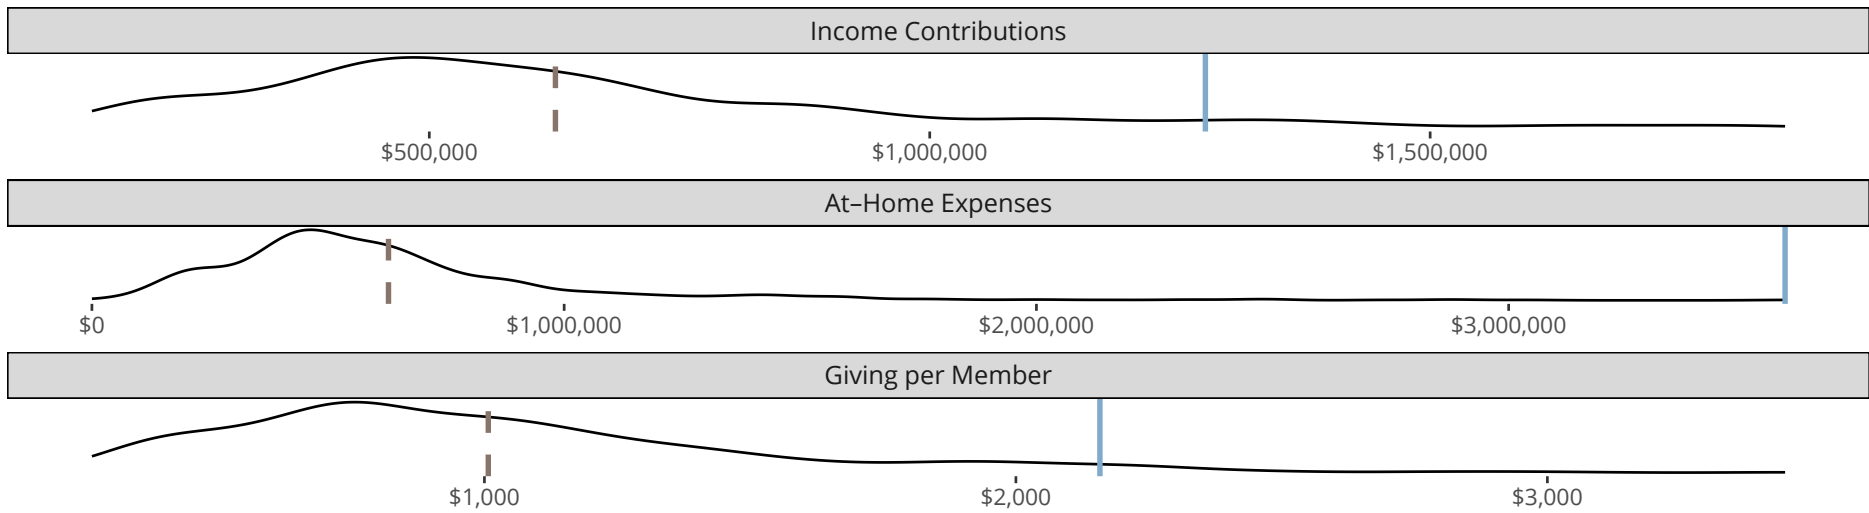 Income Contributions
$500,000 $1,000,000 $1,500,000
At–Home Expenses
$0 $1,000,000 $2,000,000 $3,000,000
Giving per Member
$1,000 $2,000 $3,000